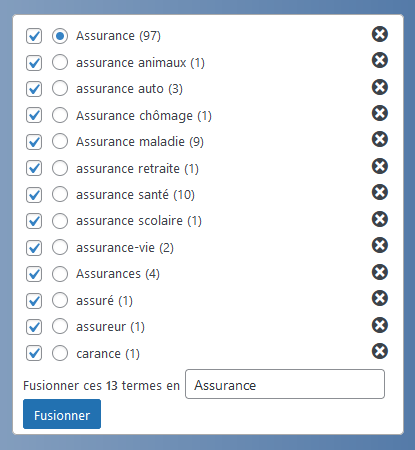 Assurance (97)
assurance animaux (1)
assurance auto (3)
Assurance chômage (1)
Assurance maladie (9)
assurance retraite (1)
assurance santé (10)
assurance scolaire (1)
assurance-vie (2)
Assurances (4)
assuré (1)
assureur (1)
carance (1)
Fusionner ces 13 termes en Assurance
Fusionner